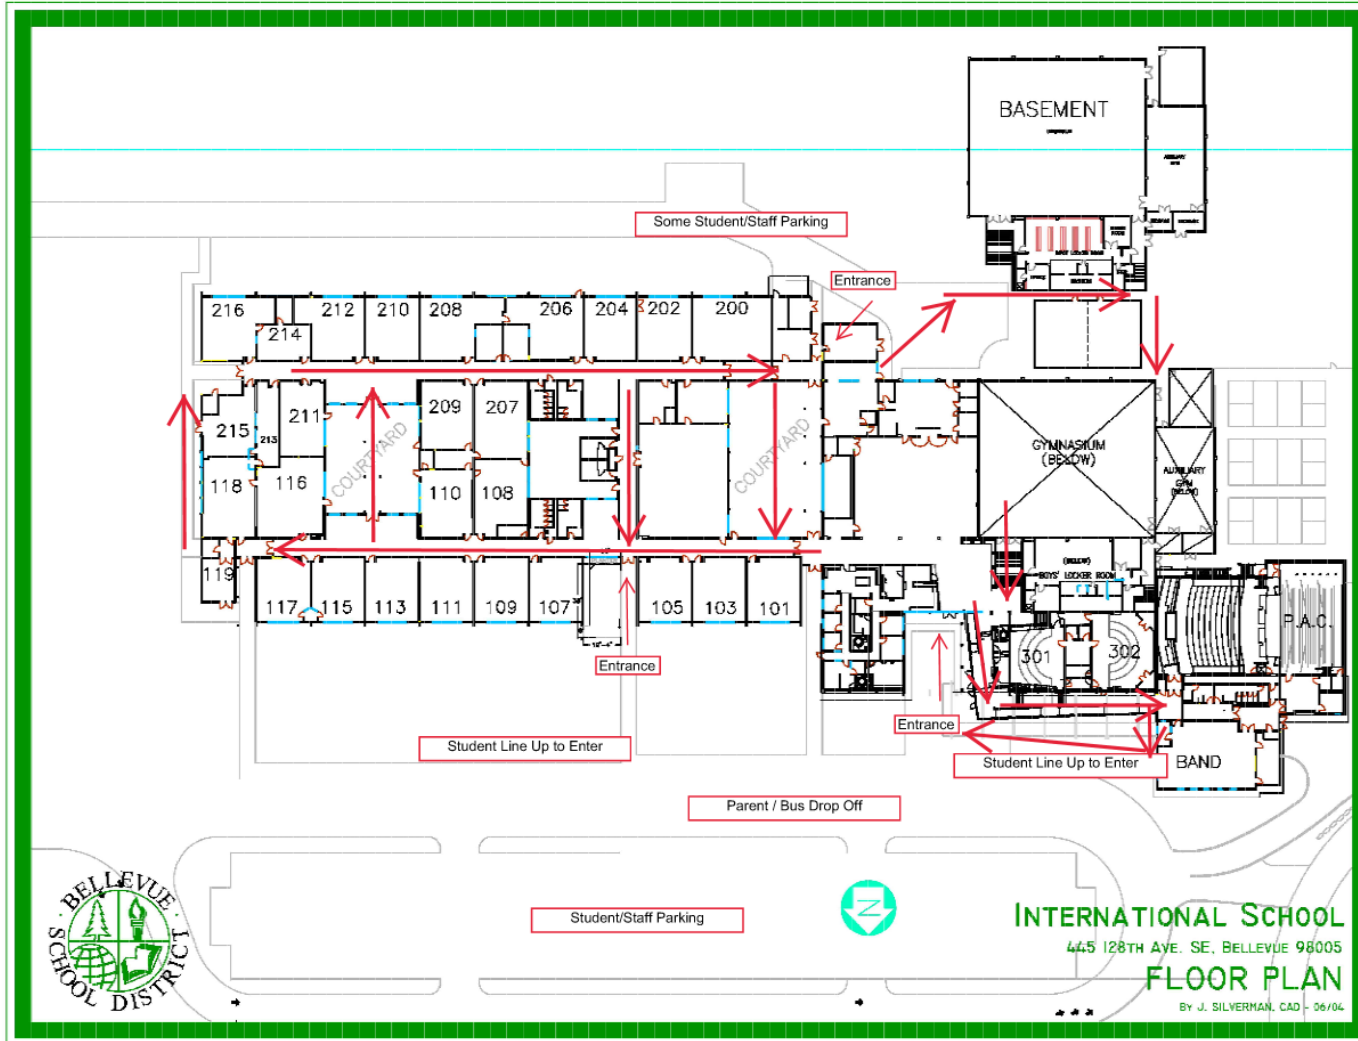 BASEMENT
Some Student/Staff Parking
Entrance
216
214
212
210
208
206
204
202
200
215
213
211
209
207
COURTYARD
COURTYARD
118
116
110
108
GYMNASIUM
(BELOW)
AUXILIARY
GYM
(BELOW)
119
117
115
113
111
109
107
105
103
101
(BELOW)
BOYS' LOCKER ROOM
301
302
P.A.C.
Entrance
Entrance
Student Line Up to Enter
Student Line Up to Enter
BAND
Parent / Bus Drop Off
Student/Staff Parking
N
BELLEVUE
SCHOOL DISTRICT
INTERNATIONAL SCHOOL
445 128TH AVE. SE, BELLEVUE 98005
FLOOR PLAN
BY J. SILVERMAN, CAD - 06/04